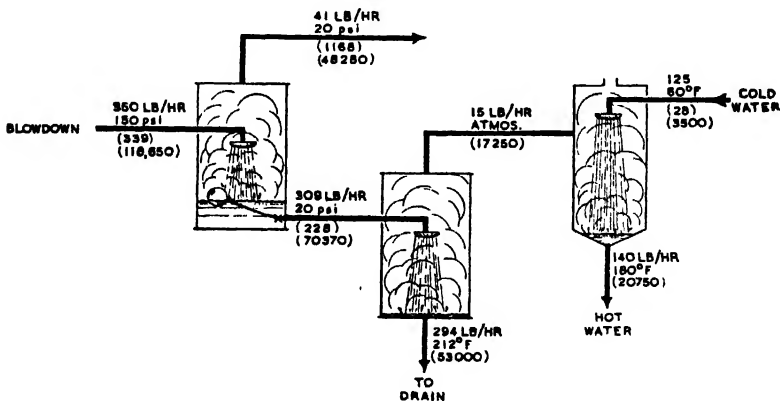 41 LB/HR
20 psi
(1168)
(48280)
350 LB/HR
150 psi
BLOWDOWN
(339)
(118,650)
309 LB/HR
20 psi
(228)
(70370)
15 LB/HR
ATMOS.
(17250)
125
60°F
COLD
WATER
(28)
(3500)
294 LB/HR
212°F
(53000)
TO
DRAIN
140 LB/HR
180°F
(20750)
HOT
WATER